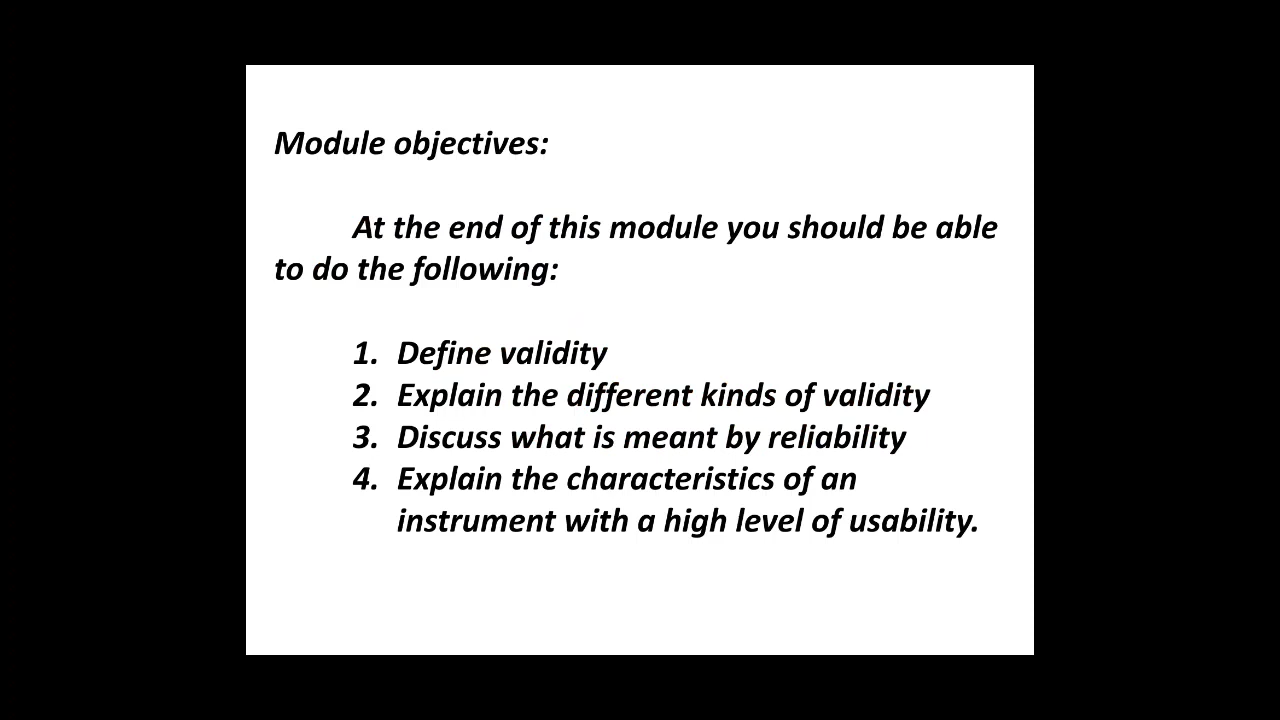 Module objectives:
At the end of this module you should be able
to do the following:
1. Define validity
2. Explain the different kinds of validity
3. Discuss what is meant by reliability
4. Explain the characteristics of an
instrument with a high level of usability.